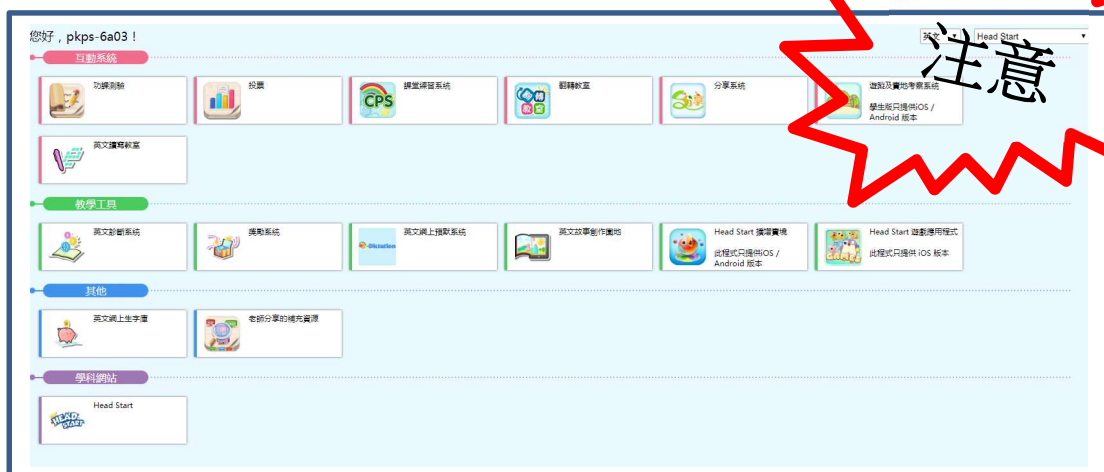 您好，pkps-6a03！
英文
Head Start
注意
互動系統
功課測驗
投票
課堂練習系統
CPS
翻轉教室
分享系統
遊蹤及實地考察系統
學生版只提供iOS /
Android 版本
英文讀寫教室
教學工具
英文診斷系統
獎勵系統
英文網上預默系統
e-Dictation
英文故事創作園地
Head Start 擴增實境
此程式只提供iOS /
Android 版本
Head Start 遊戲應用程式
此程式只提供 iOS 版本
其他
英文網上生字庫
老師分享的補充資源
學科網站
Head Start
HEAD START